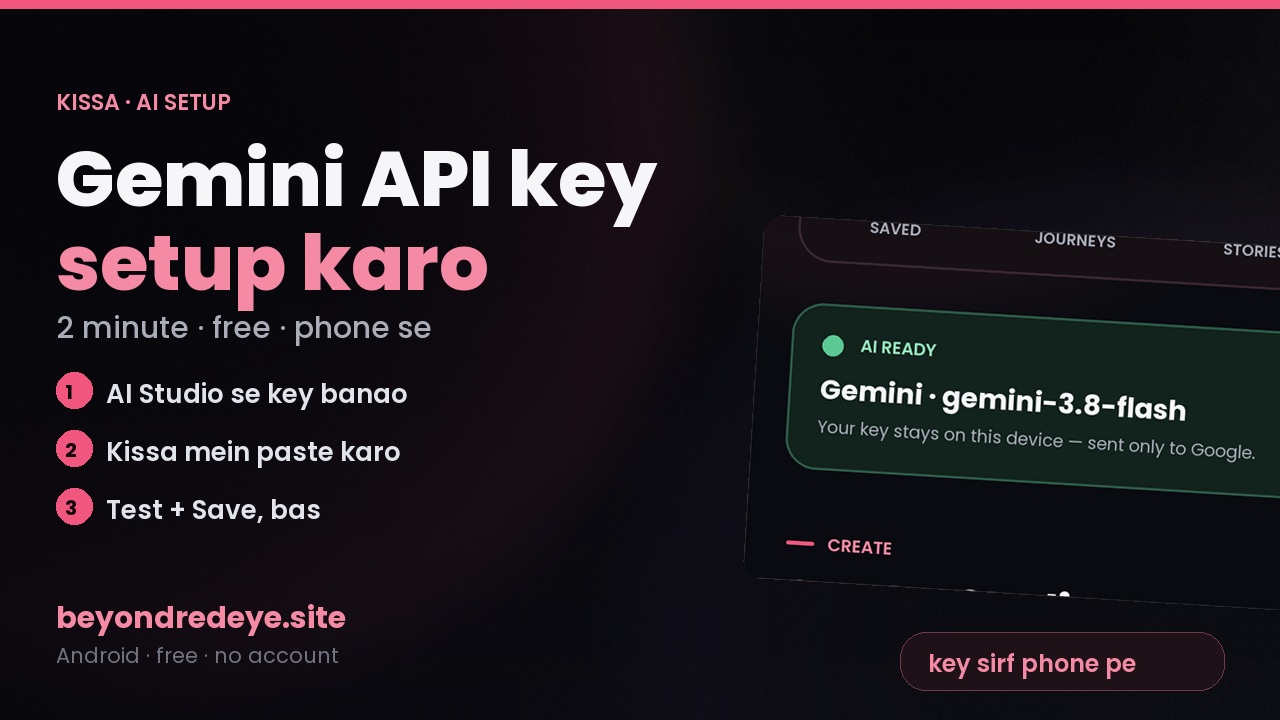 KISSA · AI SETUP
Gemini API key
setup karo
2 minute · free · phone se
1 AI Studio se key banao
2 Kissa mein paste karo
3 Test + Save, bas
beyondredeye.site
Android · free · no account
SAVED JOURNEYS STORIES
AI READY
Gemini · gemini-3.8-flash
Your key stays on this device — sent only to Google.
CREATE
key sirf phone pe